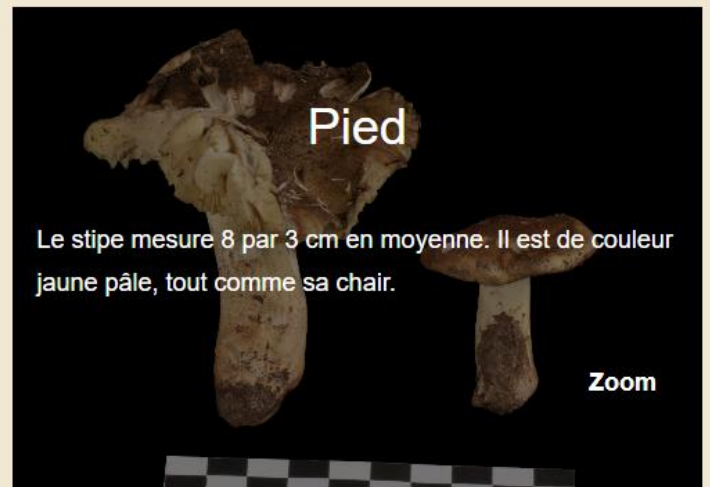 Pied
Le stipe mesure 8 par 3 cm en moyenne. Il est de couleur
jaune pâle, tout comme sa chair.
Zoom